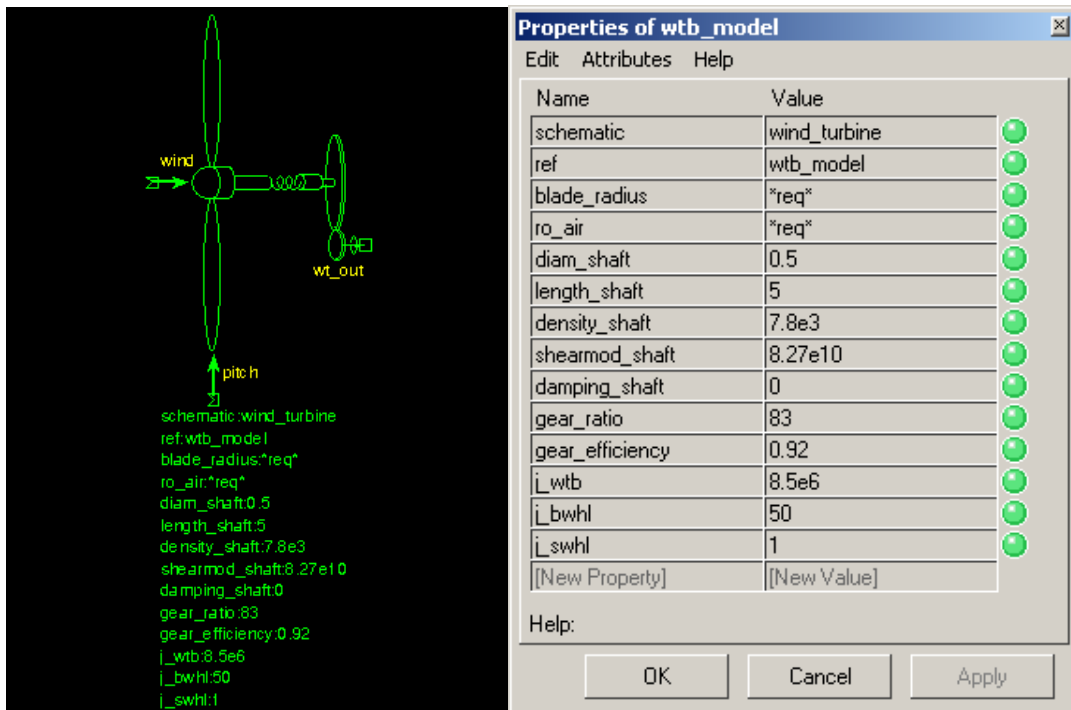 wind
wt_out
pitch
schematic:wind_turbine
ref:wtb_model
blade_radius:*req*
ro_air:*req*
diam_shaft:0.5
length_shaft:5
density_shaft:7.8e3
shearmod_shaft:8.27e10
damping_shaft:0
gear_ratio:83
gear_efficiency:0.92
j_wtb:8.5e6
j_bwhl:50
j_swhl:1
Properties of wtb_model
Edit Attributes Help
Name Value
schematic wind_turbine
ref wtb_model
blade_radius *req*
ro_air *req*
diam_shaft 0.5
length_shaft 5
density_shaft 7.8e3
shearmod_shaft 8.27e10
damping_shaft 0
gear_ratio 83
gear_efficiency 0.92
j_wtb 8.5e6
j_bwhl 50
j_swhl 1
[New Property] [New Value]
Help:
OK Cancel Apply